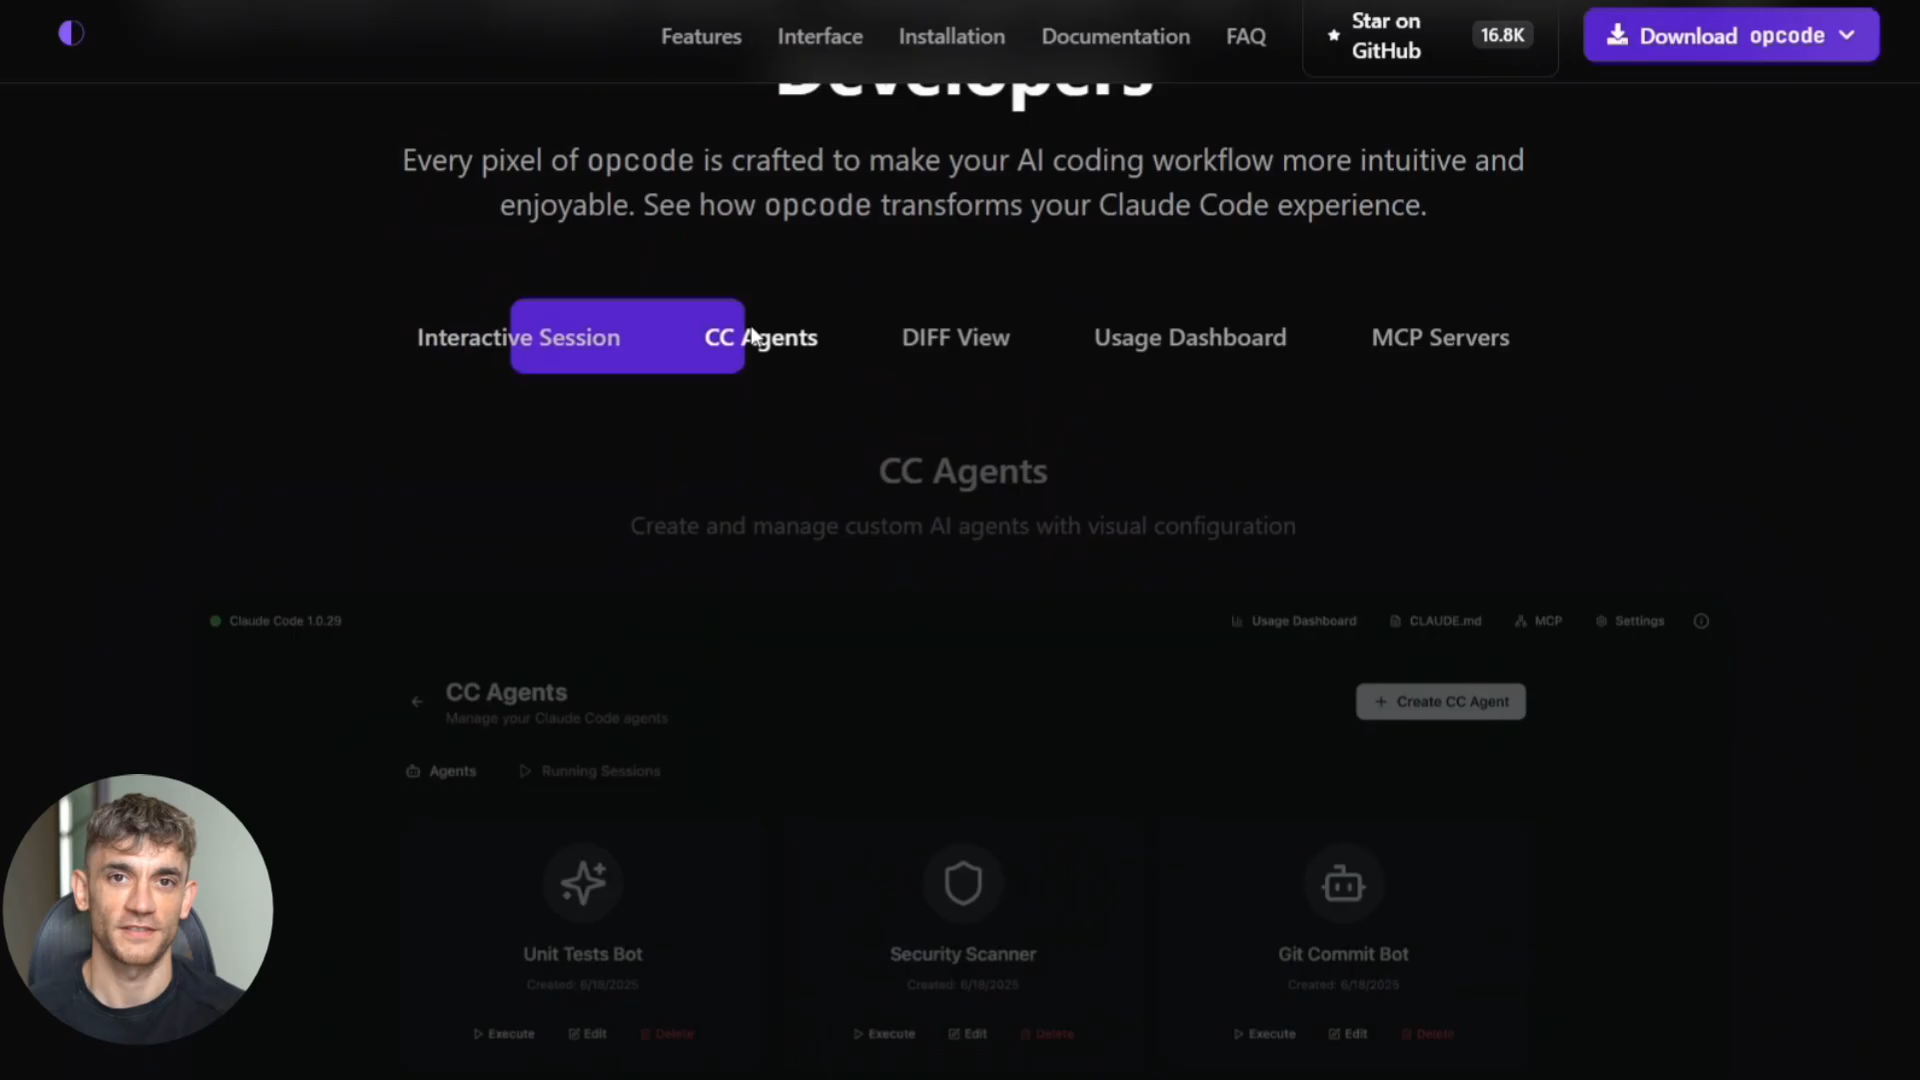 Features
Interface
Installation
Documentation
FAQ
Star on
GitHub
16.8K
Download opcode
Developers
Every pixel of opcode is crafted to make your AI coding workflow more intuitive and
enjoyable. See how opcode transforms your Claude Code experience.
Interactive Session
CC Agents
DIFF View
Usage Dashboard
MCP Servers
CC Agents
Create and manage custom AI agents with visual configuration
Claude Code 1.0.29
Usage Dashboard
CLAUDE.md
MCP
Settings
CC Agents
Manage your Claude Code agents
+ Create CC Agent
Agents
Running Sessions
Unit Tests Bot
Created: 6/18/2025
Execute
Edit
Delete
Security Scanner
Created: 6/18/2025
Execute
Edit
Delete
Git Commit Bot
Created: 6/18/2025
Execute
Edit
Delete